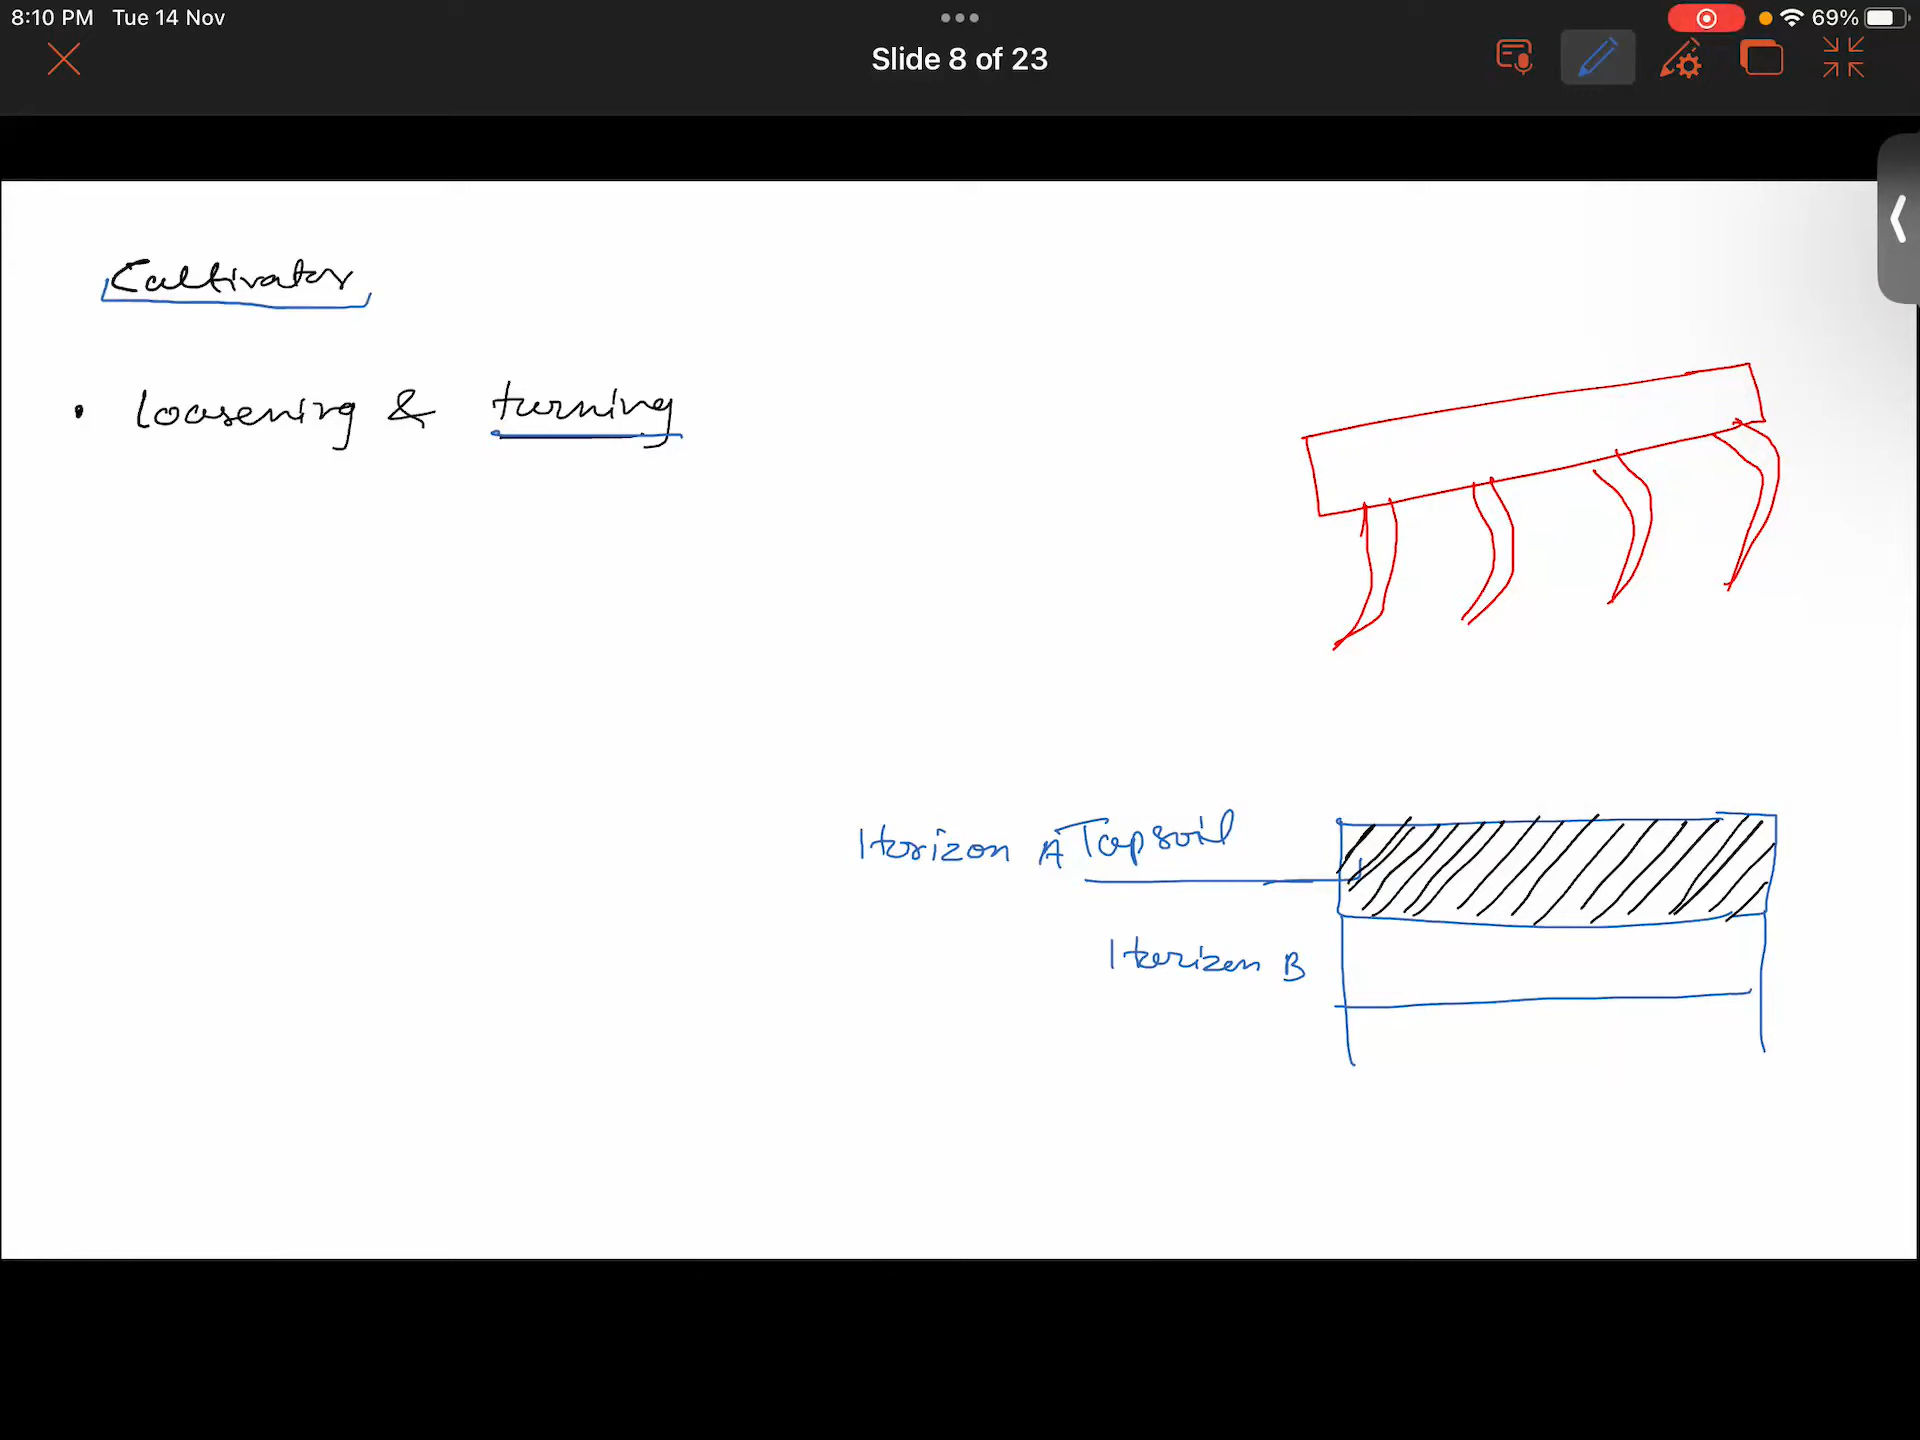 8:10 PM Tue 14 Nov
69%
Slide 8 of 23
Cultivator
• loosening & turning
Horizon A Topsoil
Horizon B